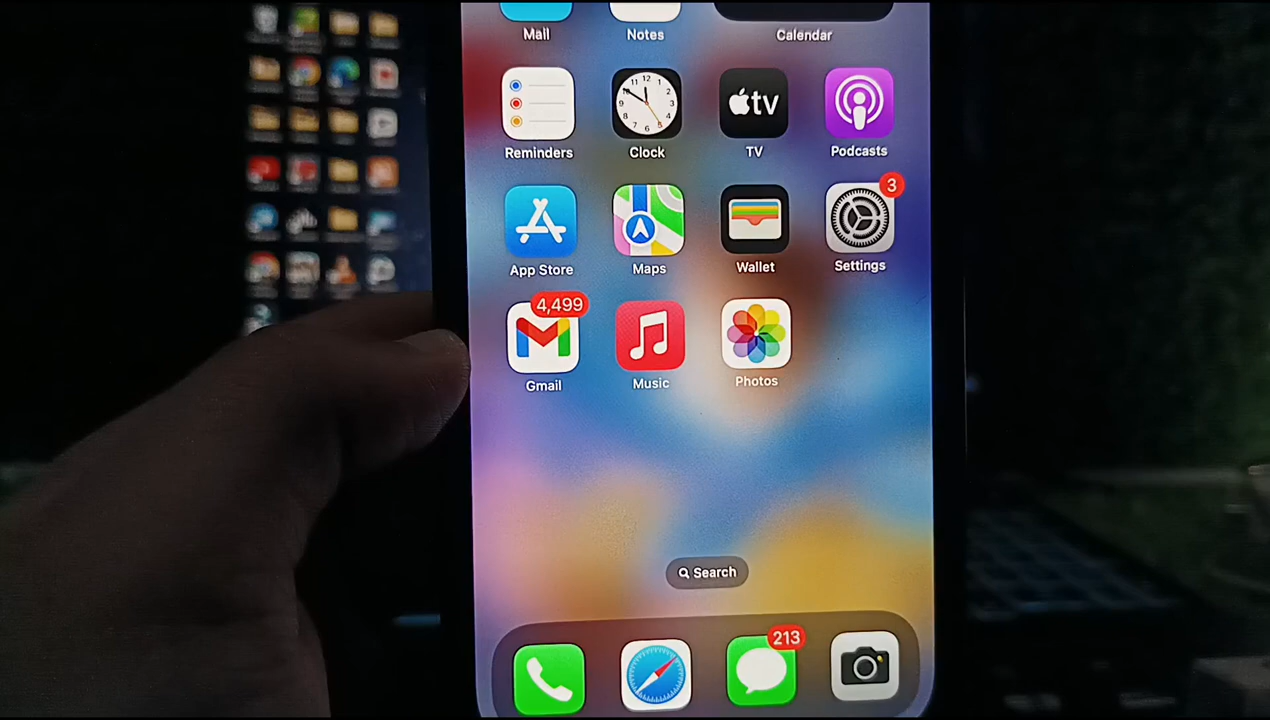 Mail Notes Calendar
Reminders Clock tv TV Podcasts
3
App Store Maps Wallet Settings
4,499
Gmail Music Photos
Search
213